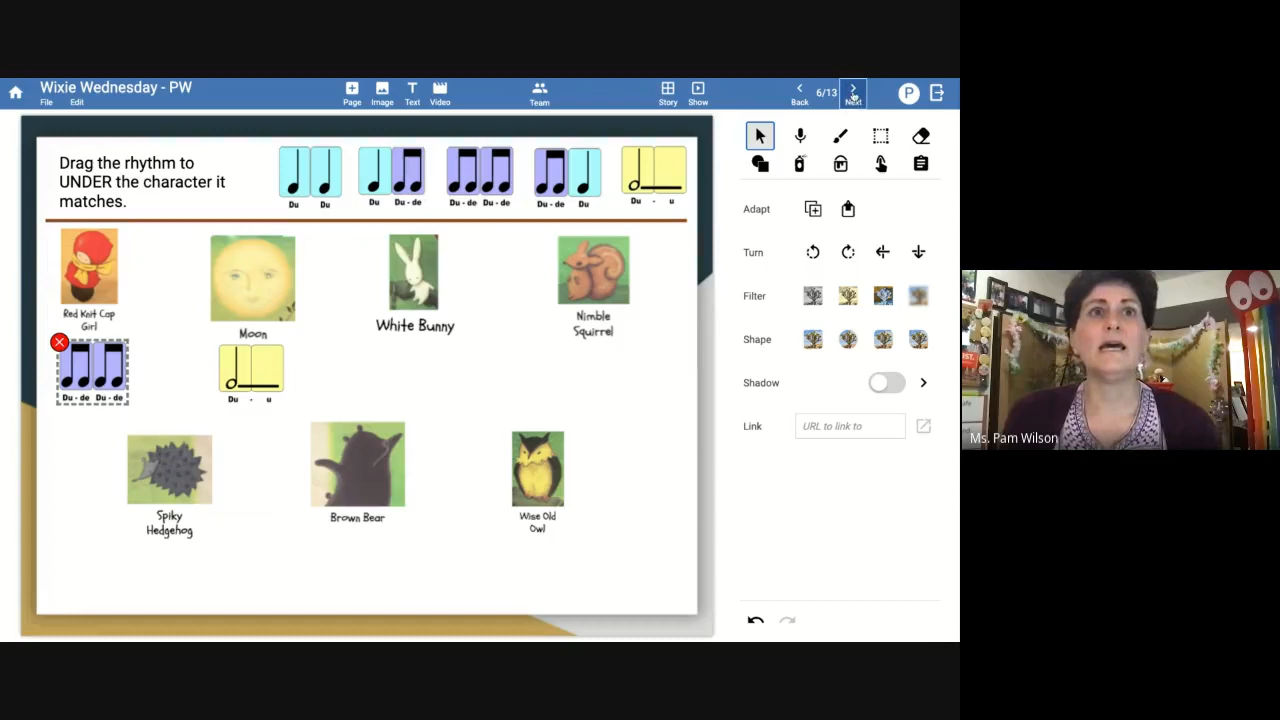 Wixie Wednesday - PW
File Edit
Page Image Text Video
Team
Story Show
Back 6/13 Next
P
Drag the rhythm to
UNDER the character it
matches.
Du Du
Du Du - de
Du - de Du - de
Du - de Du
Du - u
Red Knit Cap
Girl
Moon
White Bunny
Nimble
Squirrel
Du - de Du - de
Du - u
Spiky
Hedgehog
Brown Bear
Wise Old
Owl
Adapt
Turn
Filter
Shape
Shadow
Link URL to link to
Ms. Pam Wilson